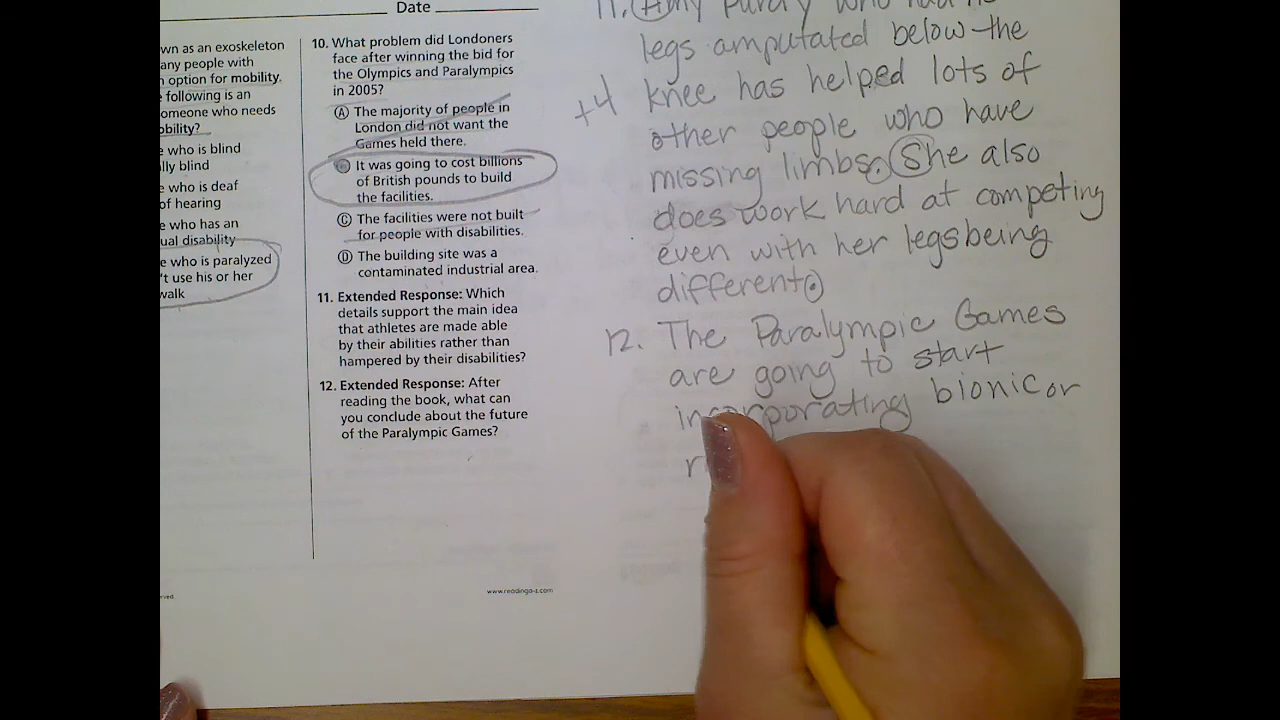 Date
wn as an exoskeleton
any people with
option for mobility.
following is an
omeone who needs
obility?
e who is blind
lly blind
e who is deaf
of hearing
e who has an
ual disability
e who is paralyzed
't use his or her
walk
10. What problem did Londoners
face after winning the bid for
the Olympics and Paralympics
in 2005?
A The majority of people in
London did not want the
Games held there.
It was going to cost billions
of British pounds to build
the facilities.
C The facilities were not built
for people with disabilities.
D The building site was a
contaminated industrial area.
11. Extended Response: Which
details support the main idea
that athletes are made able
by their abilities rather than
hampered by their disabilities?
12. Extended Response: After
reading the book, what can
you conclude about the future
of the Paralympic Games?
www.readinga-z.com
11. Amy Purdy who had
legs amputated below the
+4 knee has helped lots of
other people who have
missing limbs. She also
does work hard at competing
even with her legs being
different.
12. The Paralympic Games
are going to start
incorporating bionic or
r